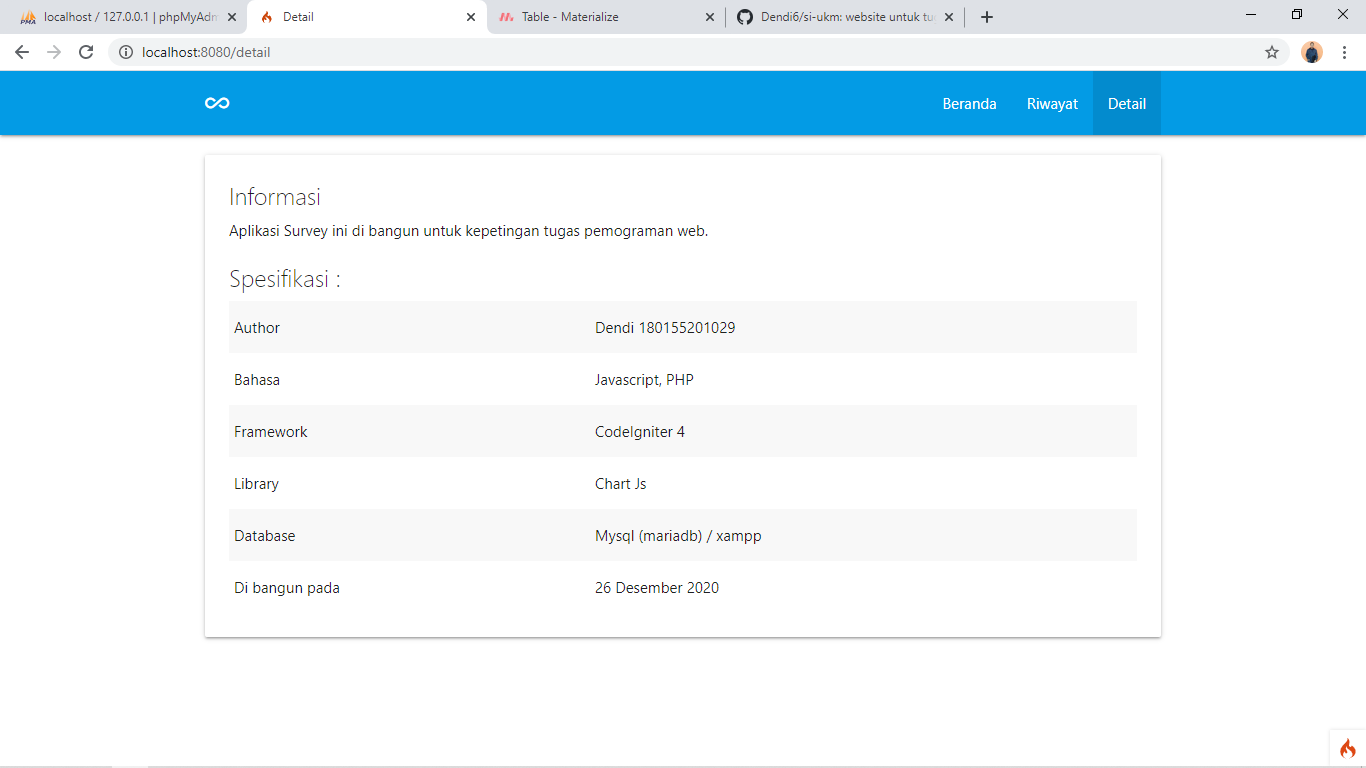 localhost / 127.0.0.1 | phpMyAdm
Detail
Table - Materialize
Dendi6/si-ukm: website untuk tu
localhost:8080/detail
Beranda
Riwayat
Detail
Informasi
Aplikasi Survey ini di bangun untuk kepetingan tugas pemograman web.
Spesifikasi :
Author Dendi 180155201029
Bahasa Javascript, PHP
Framework CodeIgniter 4
Library Chart Js
Database Mysql (mariadb) / xampp
Di bangun pada 26 Desember 2020